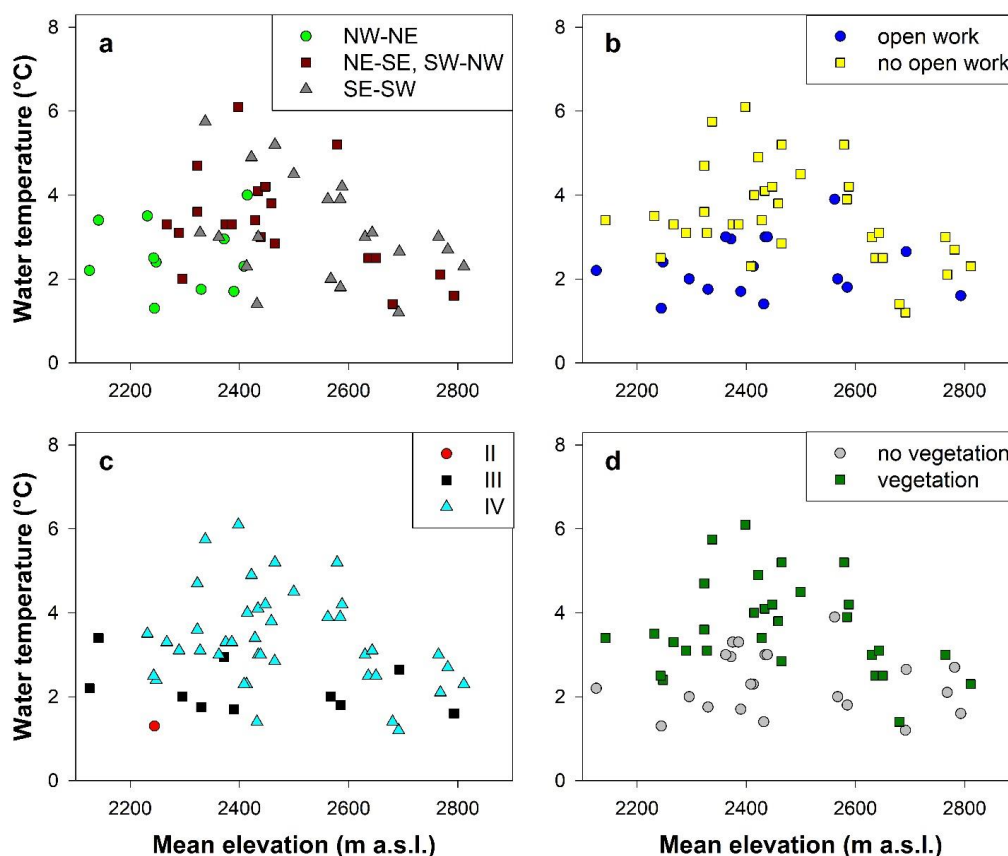 a
NW-NE
NE-SE, SW-NW
SE-SW
8
6
4
2
0
2200
2400
2600
2800
Water temperature (°C)
b
open work
no open work
8
6
4
2
0
2200
2400
2600
2800
c
II
III
IV
8
6
4
2
0
2200
2400
2600
2800
Water temperature (°C)
Mean elevation (m a.s.l.)
d
no vegetation
vegetation
8
6
4
2
0
2200
2400
2600
2800
Mean elevation (m a.s.l.)